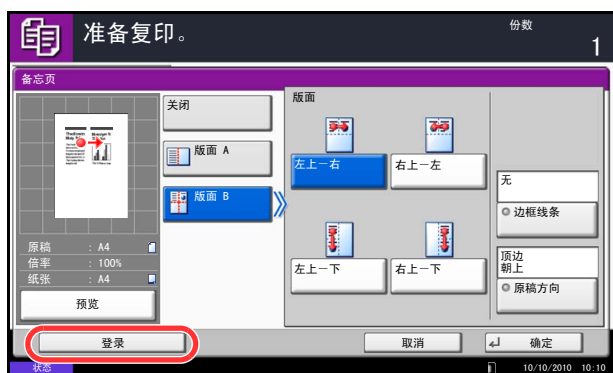 准备复印。
份数
1
备忘页
关闭
版面 A
版面 B
版面
左上－右
右上－左
左上－下
右上－下
无
边框线条
顶边
朝上
原稿方向
原稿 : A4
倍率 : 100%
纸张 : A4
预览
登录
取消
确定
状态
10/10/2010 10:10